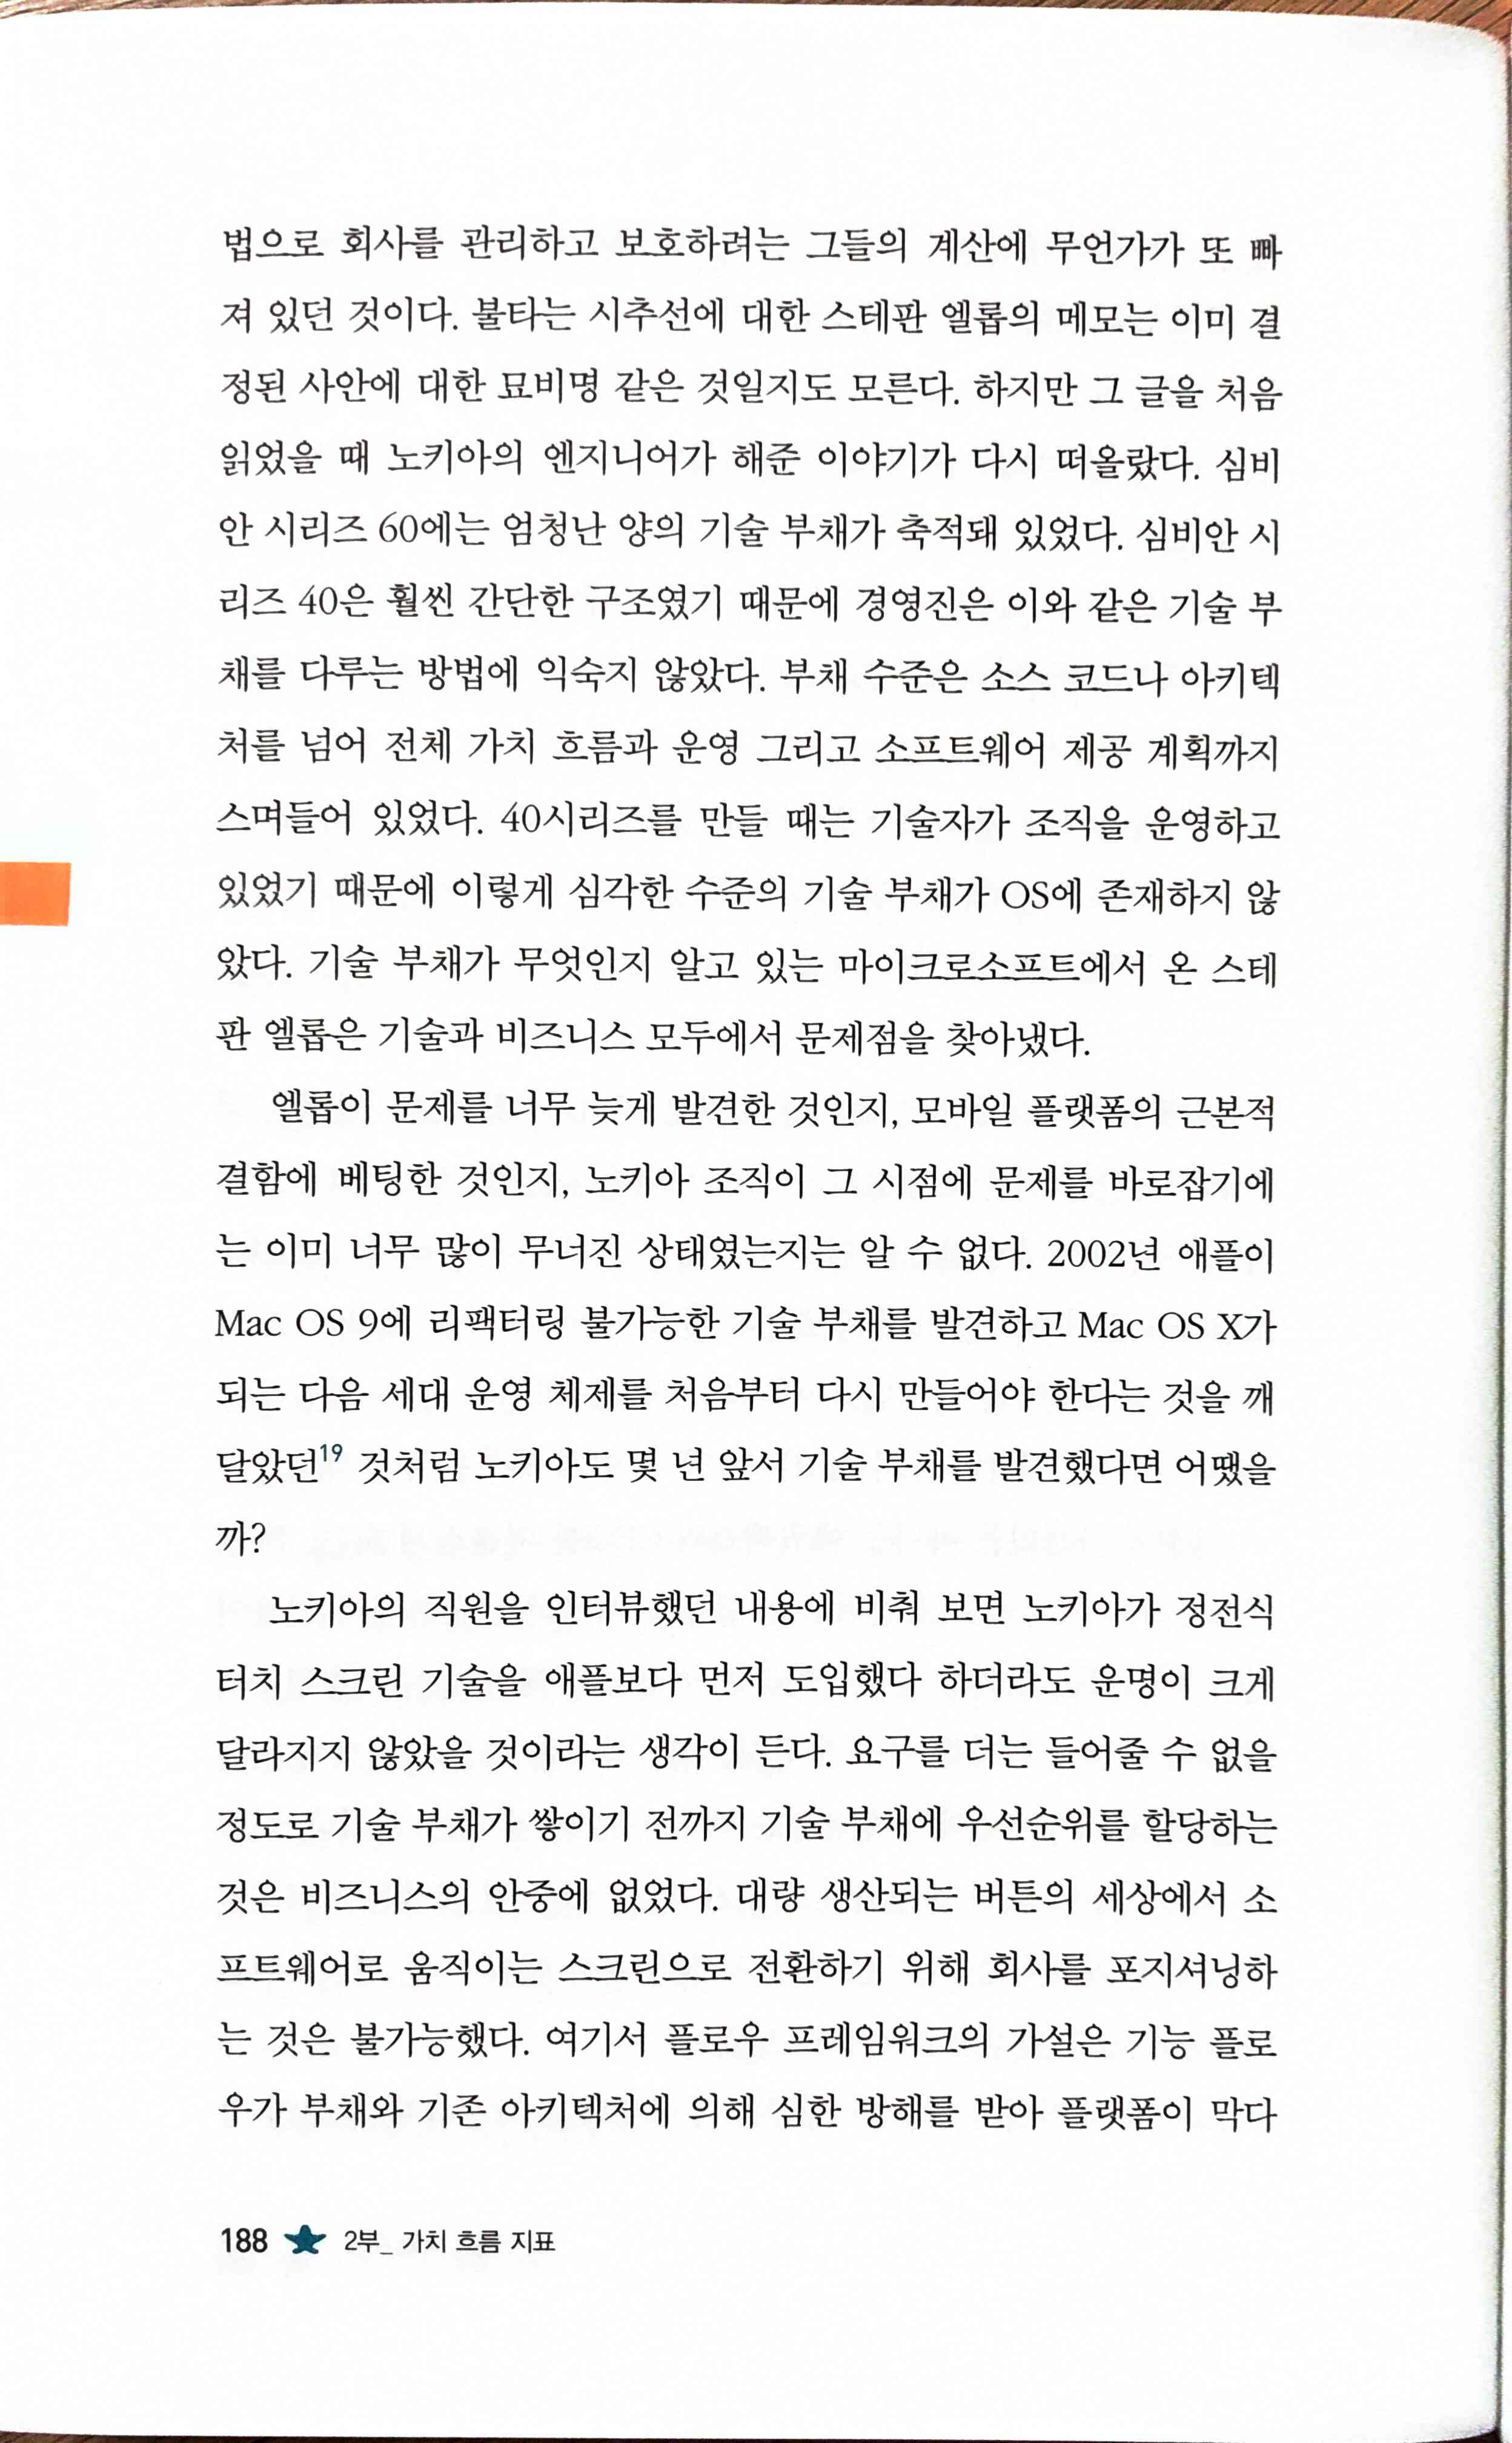 법으로 회사를 관리하고 보호하려는 그들의 계산에 무언가가 또 빠
져 있던 것이다. 불타는 시추선에 대한 스테판 엘롭의 메모는 이미 결
정된 사안에 대한 묘비명 같은 것일지도 모른다. 하지만 그 글을 처음
읽었을 때 노키아의 엔지니어가 해준 이야기가 다시 떠올랐다. 심비
안 시리즈 60에는 엄청난 양의 기술 부채가 축적돼 있었다. 심비안 시
리즈 40은 훨씬 간단한 구조였기 때문에 경영진은 이와 같은 기술 부
채를 다루는 방법에 익숙지 않았다. 부채 수준은 소스 코드나 아키텍
처를 넘어 전체 가치 흐름과 운영 그리고 소프트웨어 제공 계획까지
스며들어 있었다. 40시리즈를 만들 때는 기술자가 조직을 운영하고
있었기 때문에 이렇게 심각한 수준의 기술 부채가 OS에 존재하지 않
았다. 기술 부채가 무엇인지 알고 있는 마이크로소프트에서 온 스테
판 엘롭은 기술과 비즈니스 모두에서 문제점을 찾아냈다.
엘롭이 문제를 너무 늦게 발견한 것인지, 모바일 플랫폼의 근본적
결함에 베팅한 것인지, 노키아 조직이 그 시점에 문제를 바로잡기에
는 이미 너무 많이 무너진 상태였는지는 알 수 없다. 2002년 애플이
Mac OS 9에 리팩터링 불가능한 기술 부채를 발견하고 Mac OS X가
되는 다음 세대 운영 체제를 처음부터 다시 만들어야 한다는 것을 깨
달았던19 것처럼 노키아도 몇 년 앞서 기술 부채를 발견했다면 어땠을
까?
노키아의 직원을 인터뷰했던 내용에 비춰 보면 노키아가 정전식
터치 스크린 기술을 애플보다 먼저 도입했다 하더라도 운명이 크게
달라지지 않았을 것이라는 생각이 든다. 요구를 더는 들어줄 수 없을
정도로 기술 부채가 쌓이기 전까지 기술 부채에 우선순위를 할당하는
것은 비즈니스의 안중에 없었다. 대량 생산되는 버튼의 세상에서 소
프트웨어로 움직이는 스크린으로 전환하기 위해 회사를 포지셔닝하
는 것은 불가능했다. 여기서 플로우 프레임워크의 가설은 기능 플로
우가 부채와 기존 아키텍처에 의해 심한 방해를 받아 플랫폼이 막다
188 2부_ 가치 흐름 지표